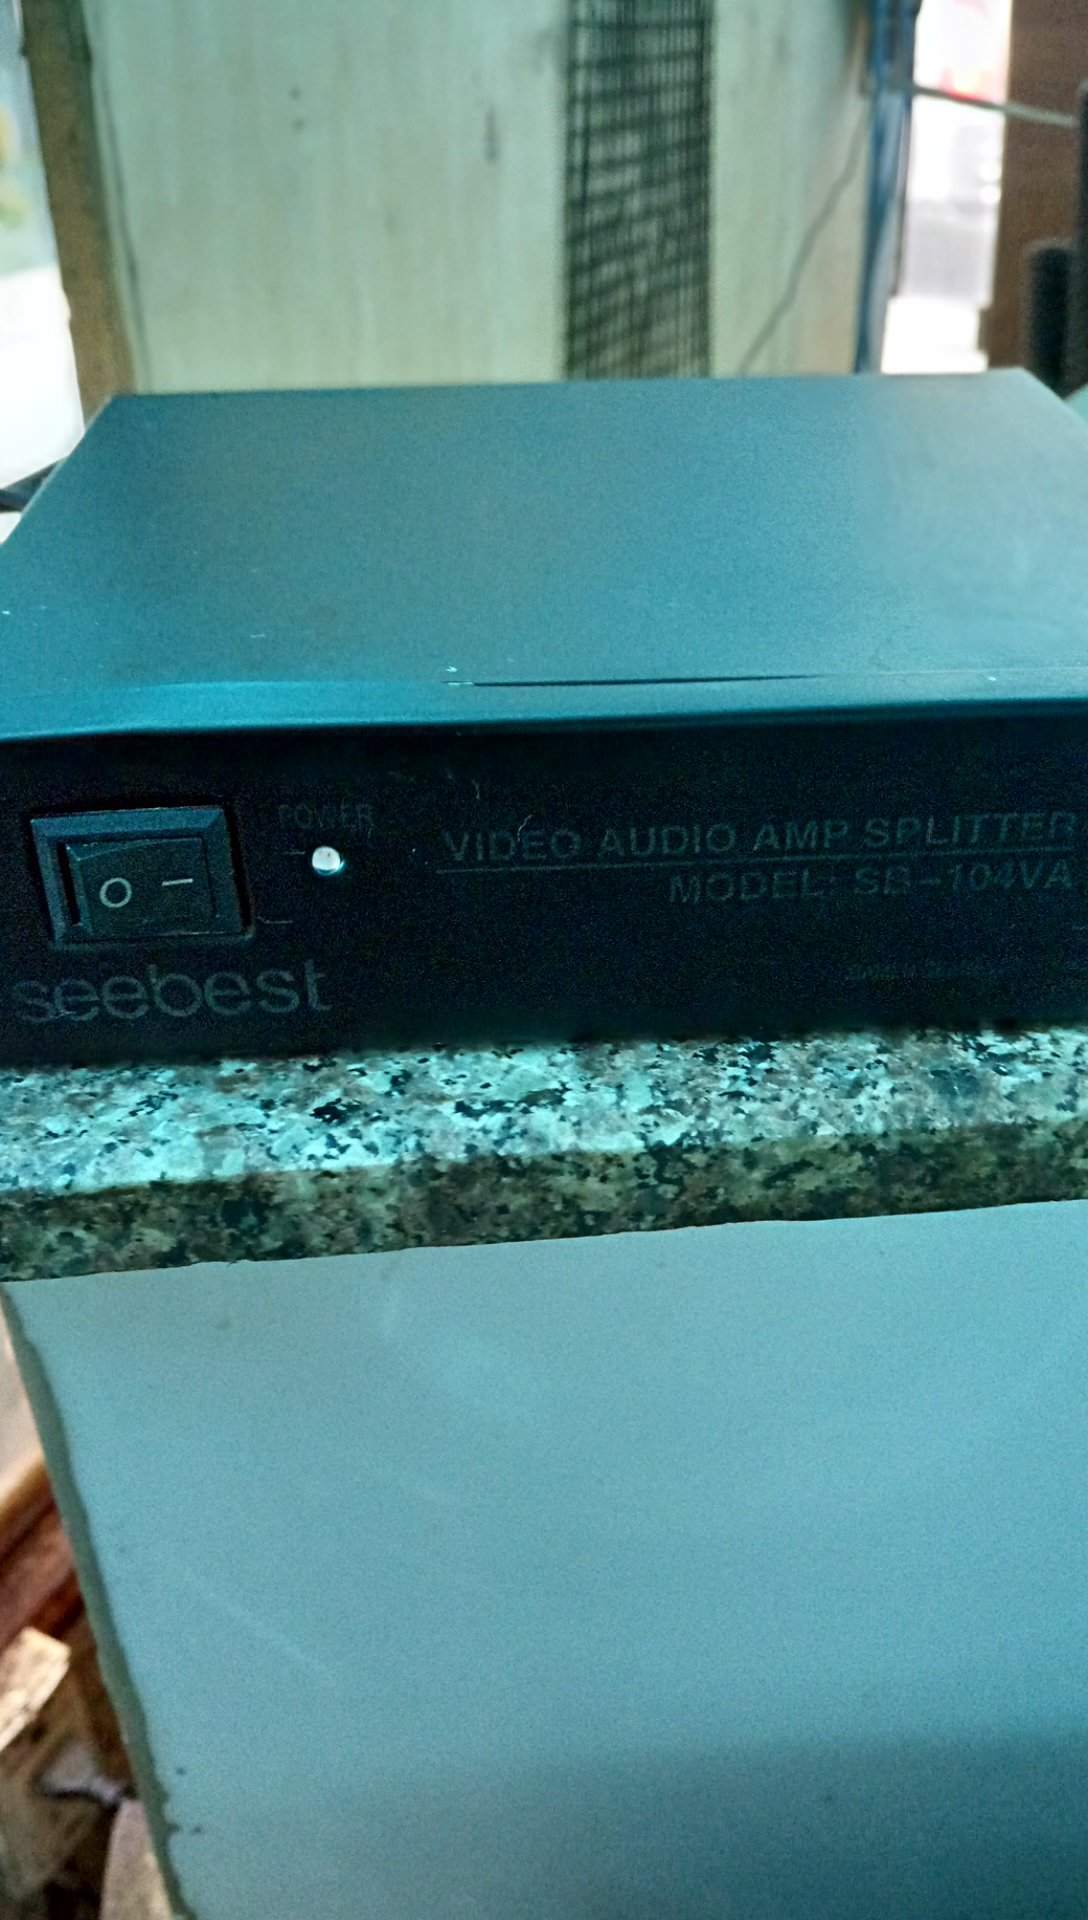 POWER
VIDEO AUDIO AMP SPLITTER
MODEL: SB-104VA
seebest